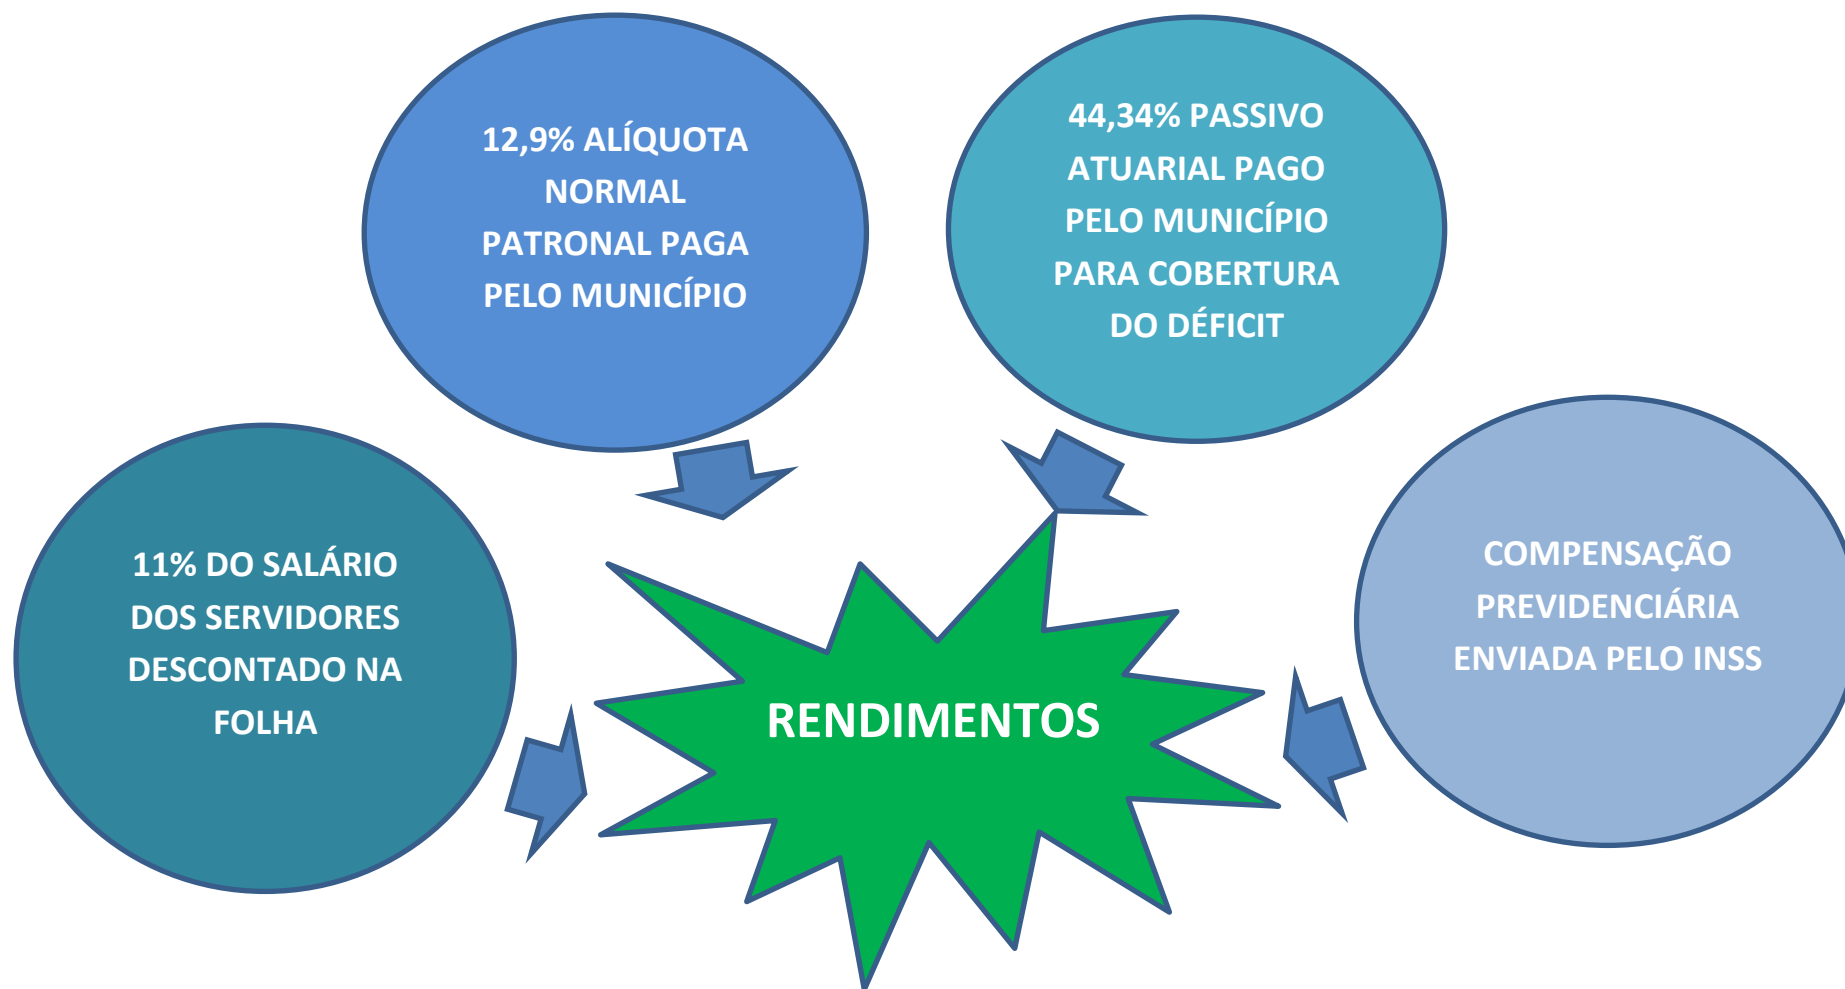 12,9% ALÍQUOTA
NORMAL
PATRONAL PAGA
PELO MUNICÍPIO
44,34% PASSIVO
ATUARIAL PAGO
PELO MUNICÍPIO
PARA COBERTURA
DO DÉFICIT
11% DO SALÁRIO
DOS SERVIDORES
DESCONTADO NA
FOLHA
COMPENSAÇÃO
PREVIDENCIÁRIA
ENVIADA PELO INSS
RENDIMENTOS